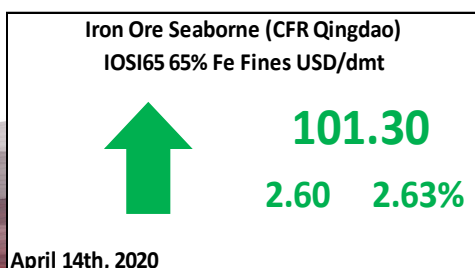 Iron Ore Seaborne (CFR Qingdao)
IOSI65 65% Fe Fines USD/dmt
101.30
2.60 2.63%
April 14th, 2020